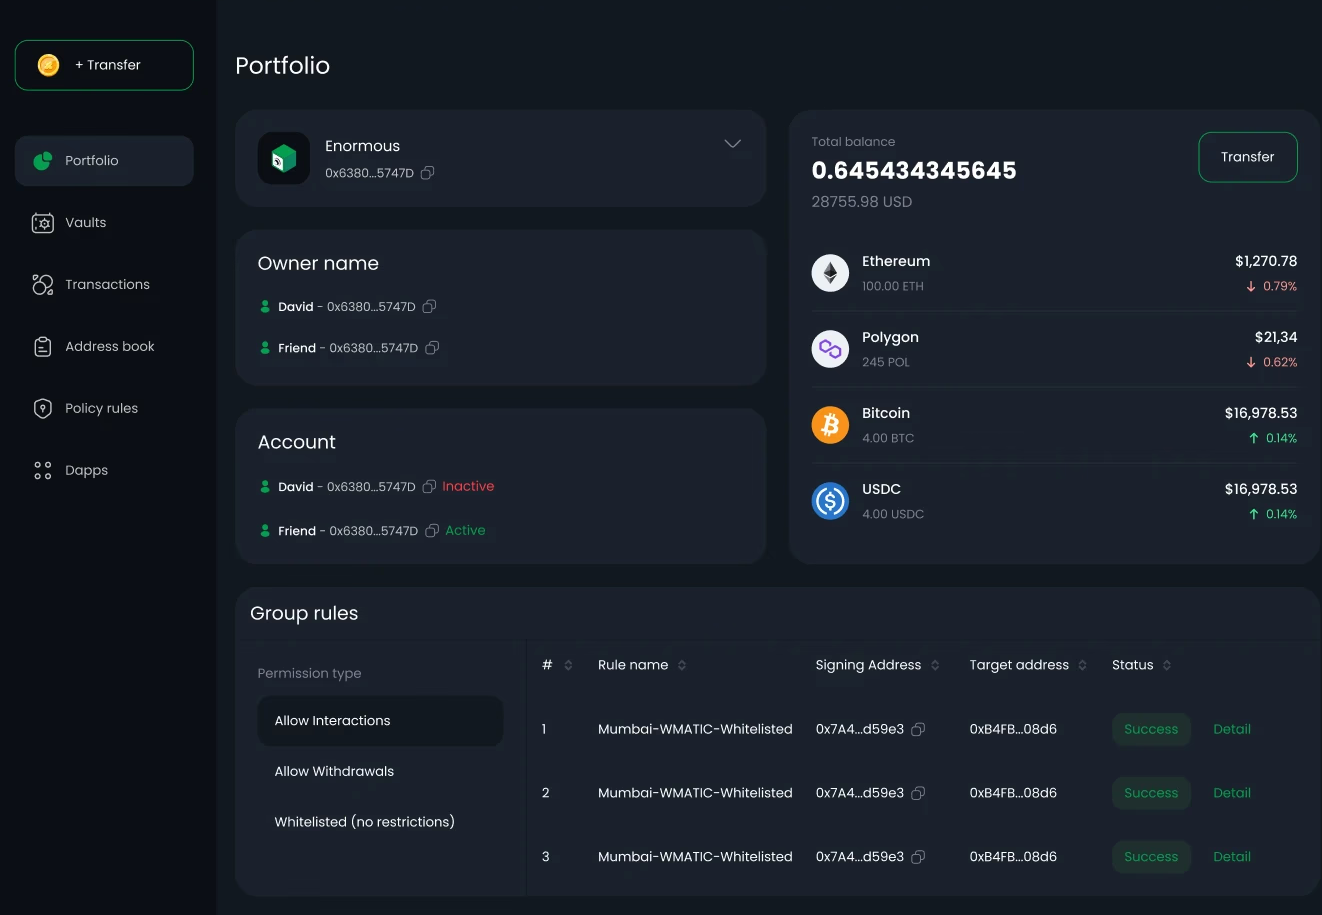 + Transfer
Portfolio
Vaults
Transactions
Address book
Policy rules
Dapps
Portfolio
Enormous
0x6380...5747D
Owner name
David - 0x6380...5747D
Friend - 0x6380...5747D
Account
David - 0x6380...5747D Inactive
Friend - 0x6380...5747D Active
Total balance
0.645434345645
28755.98 USD
Transfer
Ethereum $1,270.78
100.00 ETH ↓ 0.79%
Polygon $21,34
245 POL ↓ 0.62%
Bitcoin $16,978.53
4.00 BTC ↑ 0.14%
USDC $16,978.53
4.00 USDC ↑ 0.14%
Group rules
Permission type
Allow Interactions
Allow Withdrawals
Whitelisted (no restrictions)
# Rule name Signing Address Target address Status
1 Mumbai-WMATIC-Whitelisted 0x7A4...d59e3 0xB4FB...08d6 Success Detail
2 Mumbai-WMATIC-Whitelisted 0x7A4...d59e3 0xB4FB...08d6 Success Detail
3 Mumbai-WMATIC-Whitelisted 0x7A4...d59e3 0xB4FB...08d6 Success Detail